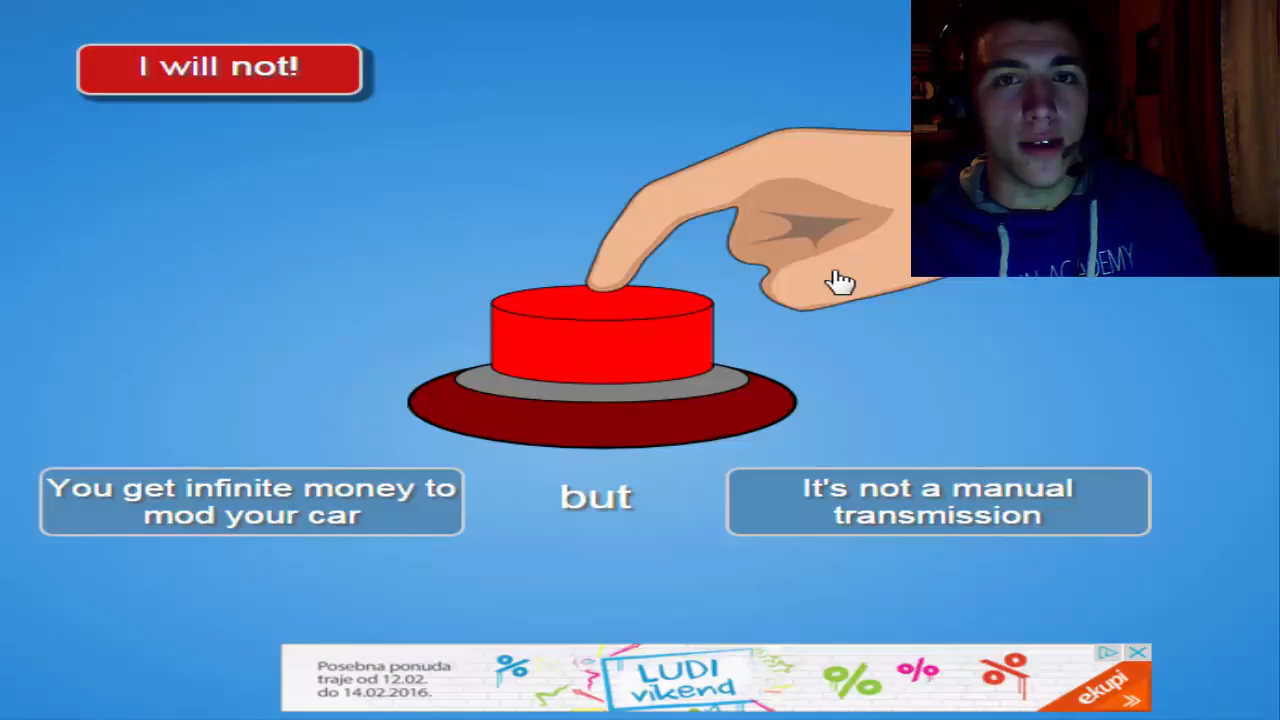 I will not!
You get infinite money to
mod your car
but
It's not a manual
transmission
Posebna ponuda
traje od 12.02.
do 14.02.2016.
LUDI
vikend
% % % %
ekupi